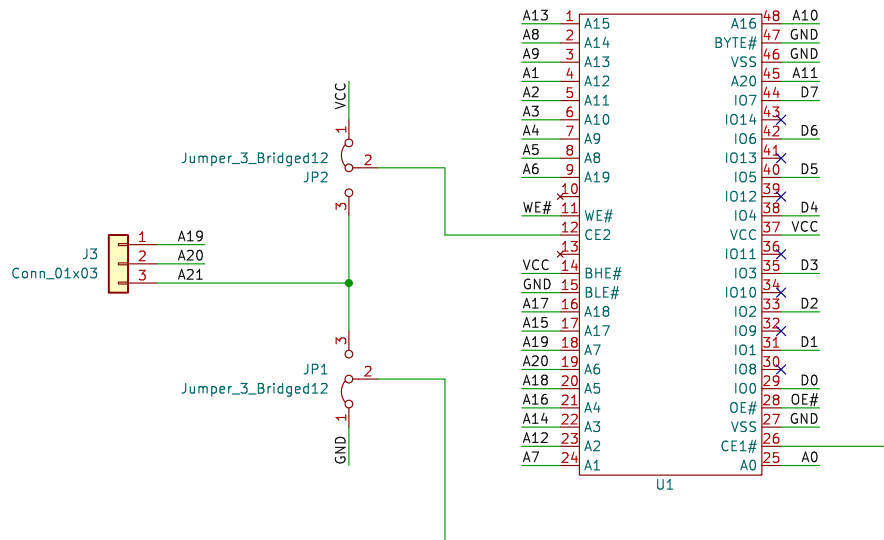 VCC
1
Jumper_3_Bridged12
2
JP2
3
J3
Conn_01x03
1 A19
2 A20
3 A21
3
JP1
2
Jumper_3_Bridged12
1
GND
A13 1 A15 A16 48 A10
A8 2 A14 BYTE# 47 GND
A9 3 A13 VSS 46 GND
A1 4 A12 A20 45 A11
A2 5 A11 IO7 44 D7
A3 6 A10 IO14 43
A4 7 A9 IO6 42 D6
A5 8 A8 IO13 41
A6 9 A19 IO5 40 D5
10 IO12 39
WE# 11 WE# IO4 38 D4
12 CE2 VCC 37 VCC
13 IO11 36
VCC 14 BHE# IO3 35 D3
GND 15 BLE# IO10 34
A17 16 A18 IO2 33 D2
A15 17 A17 IO9 32
A19 18 A7 IO1 31 D1
A20 19 A6 IO8 30
A18 20 A5 IO0 29 D0
A16 21 A4 OE# 28 OE#
A14 22 A3 VSS 27 GND
A12 23 A2 CE1# 26
A7 24 A1 A0 25 A0
U1